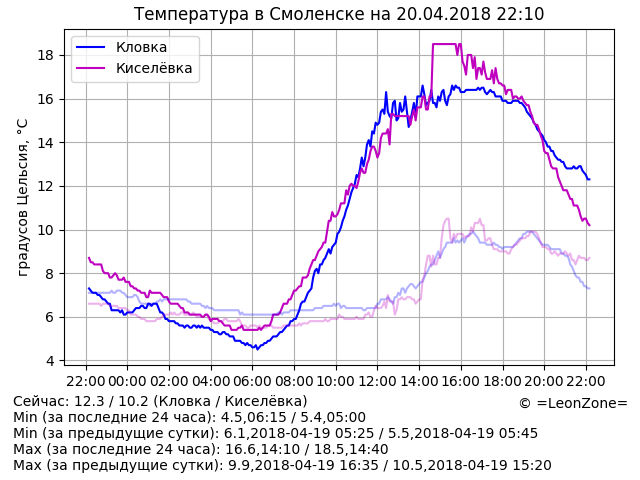 Температура в Смоленске на 20.04.2018 22:10
Кловка
Киселёвка
градусов Цельсия, °C
18
16
14
12
10
8
6
4
22:00 00:00 02:00 04:00 06:00 08:00 10:00 12:00 14:00 16:00 18:00 20:00 22:00
Сейчас: 12.3 / 10.2 (Кловка / Киселёвка)
© =LeonZone=
Min (за последние 24 часа): 4.5,06:15 / 5.4,05:00
Min (за предыдущие сутки): 6.1,2018-04-19 05:25 / 5.5,2018-04-19 05:45
Max (за последние 24 часа): 16.6,14:10 / 18.5,14:40
Max (за предыдущие сутки): 9.9,2018-04-19 16:35 / 10.5,2018-04-19 15:20